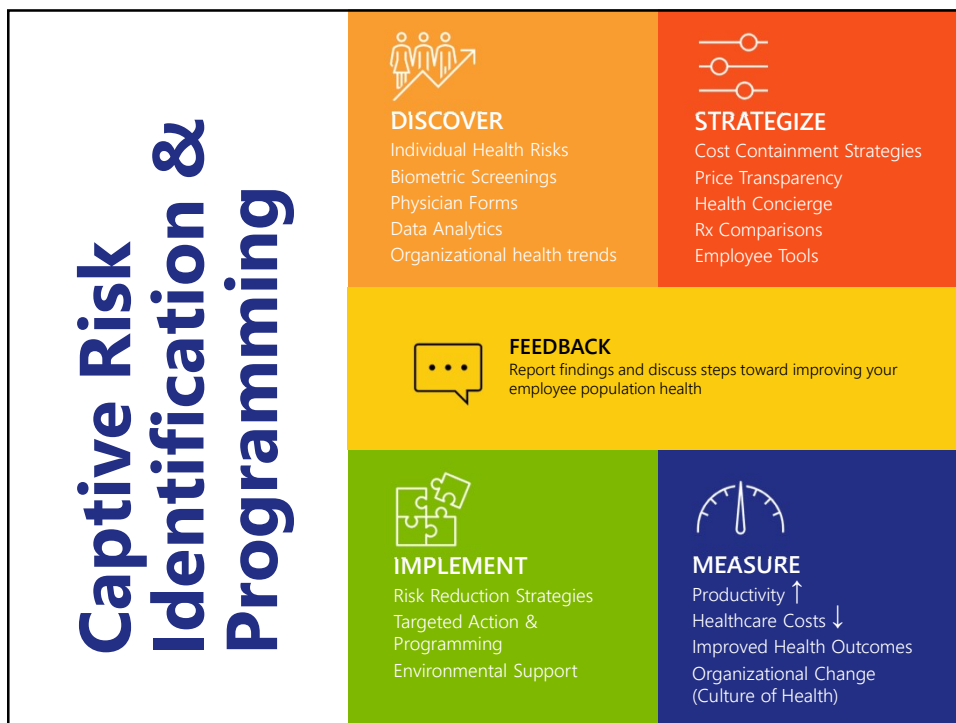 Captive Risk
Identification &
Programming
DISCOVER
Individual Health Risks
Biometric Screenings
Physician Forms
Data Analytics
Organizational health trends
STRATEGIZE
Cost Containment Strategies
Price Transparency
Health Concierge
Rx Comparisons
Employee Tools
FEEDBACK
Report findings and discuss steps toward improving your
employee population health
IMPLEMENT
Risk Reduction Strategies
Targeted Action &
Programming
Environmental Support
MEASURE
Productivity ↑
Healthcare Costs ↓
Improved Health Outcomes
Organizational Change
(Culture of Health)